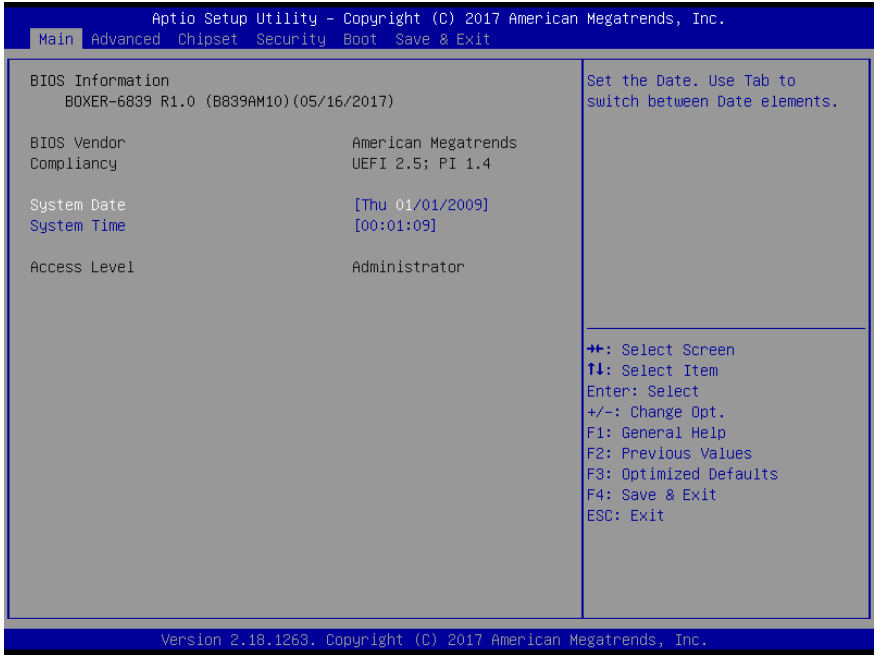 Aptio Setup Utility – Copyright (C) 2017 American Megatrends, Inc.
Main Advanced Chipset Security Boot Save & Exit
BIOS Information
BOXER-6839 R1.0 (B839AM10)(05/16/2017)
BIOS Vendor American Megatrends
Compliancy UEFI 2.5; PI 1.4
System Date [Thu 01/01/2009]
System Time [00:01:09]
Access Level Administrator
Set the Date. Use Tab to
switch between Date elements.
→←: Select Screen
↑↓: Select Item
Enter: Select
+/-: Change Opt.
F1: General Help
F2: Previous Values
F3: Optimized Defaults
F4: Save & Exit
ESC: Exit
Version 2.18.1263. Copyright (C) 2017 American Megatrends, Inc.